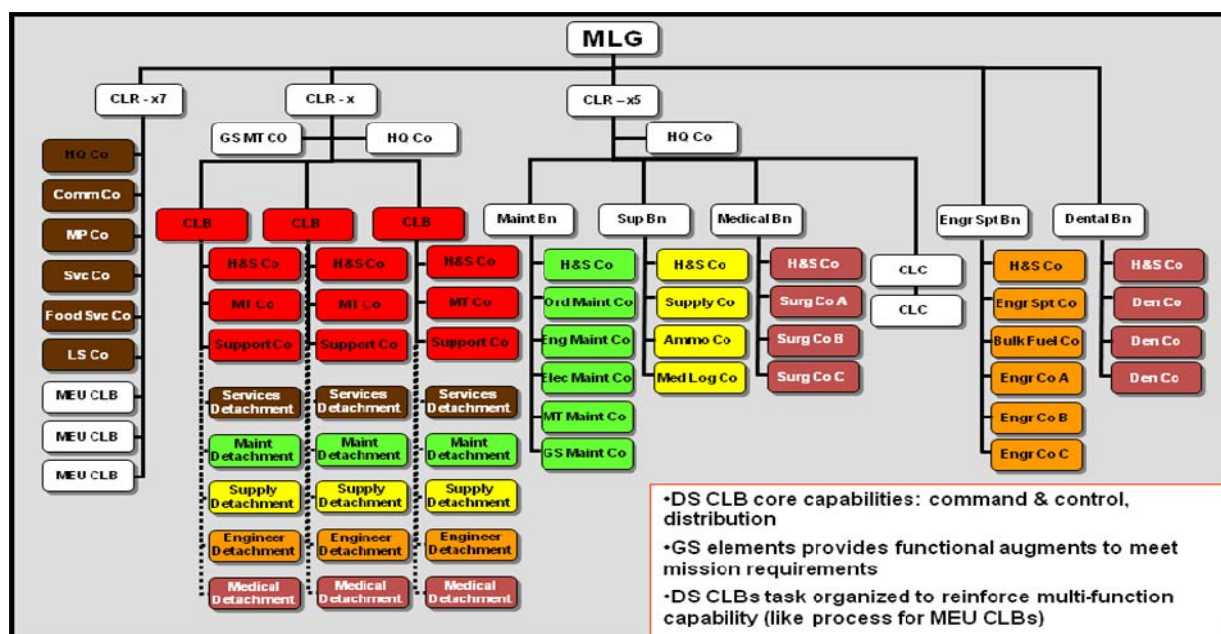 MLG
CLR - x7
CLR - x
CLR – x5
GS MT CO
HQ Co
HQ Co
HQ Co
Comm Co
MP Co
Svc Co
Food Svc Co
LS Co
MEU CLB
MEU CLB
MEU CLB
CLB
H&S Co
MT Co
Support Co
Services
Detachment
Maint
Detachment
Supply
Detachment
Engineer
Detachment
Medical
Detachment
CLB
H&S Co
MT Co
Support Co
Services
Detachment
Maint
Detachment
Supply
Detachment
Engineer
Detachment
Medical
Detachment
CLB
H&S Co
MT Co
Support Co
Services
Detachment
Maint
Detachment
Supply
Detachment
Engineer
Detachment
Medical
Detachment
Maint Bn
H&S Co
Ord Maint Co
Eng Maint Co
Elec Maint Co
MT Maint Co
GS Maint Co
Sup Bn
H&S Co
Supply Co
Ammo Co
Med Log Co
Medical Bn
H&S Co
Surg Co A
Surg Co B
Surg Co C
CLC
CLC
Engr Spt Bn
H&S Co
Engr Spt Co
Bulk Fuel Co
Engr Co A
Engr Co B
Engr Co C
Dental Bn
H&S Co
Den Co
Den Co
Den Co
•DS CLB core capabilities: command & control,
distribution
•GS elements provides functional augments to meet
mission requirements
•DS CLBs task organized to reinforce multi-function
capability (like process for MEU CLBs)